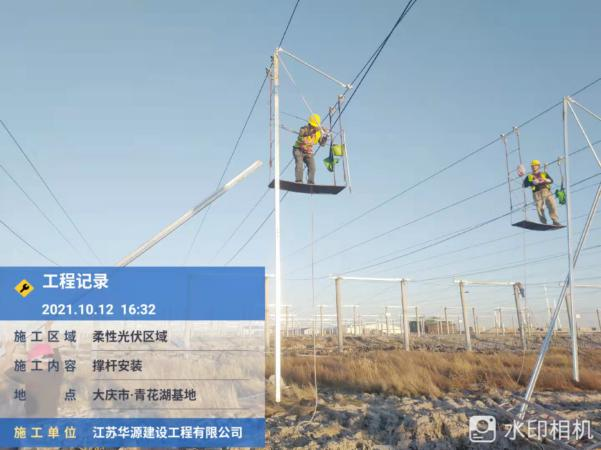 工程记录
2021.10.12 16:32
施工区域 柔性光伏区域
施工内容 撑杆安装
地点 大庆市·青花湖基地
施工单位 江苏华源建设工程有限公司
水印相机